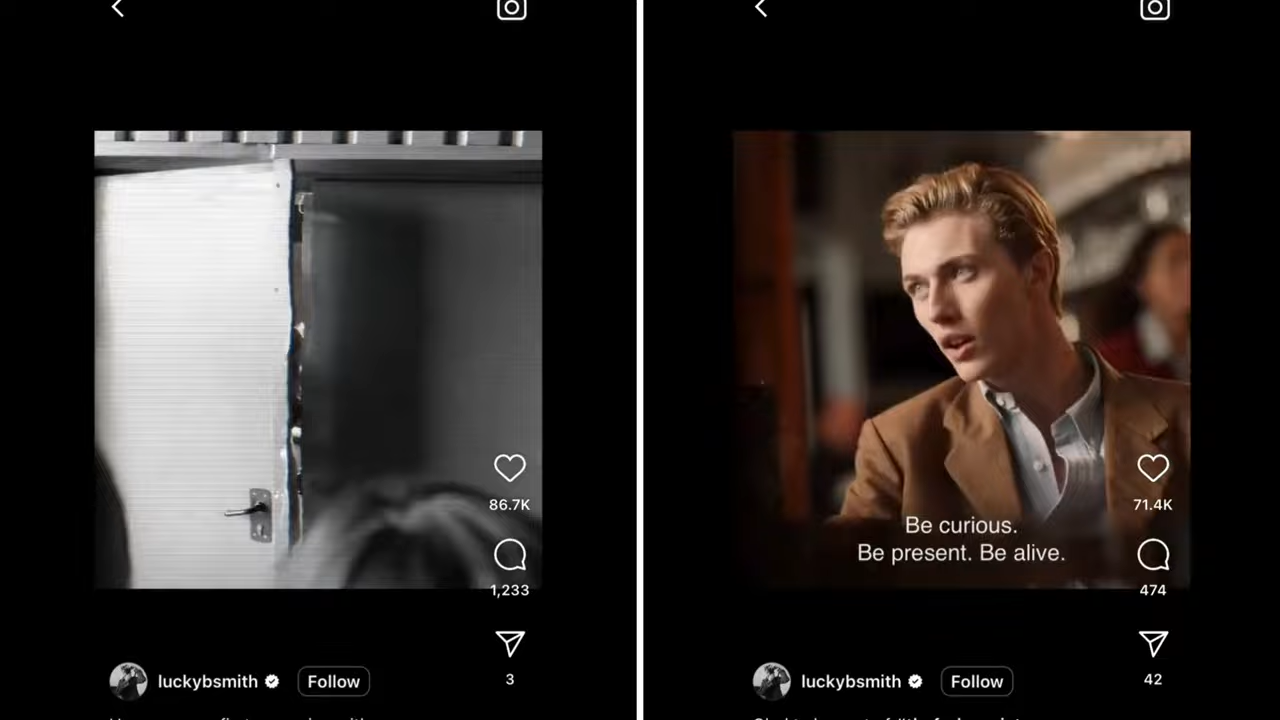 86.7K
1,233
3
luckybsmith
Follow
Be curious.
Be present. Be alive.
71.4K
474
42
luckybsmith
Follow